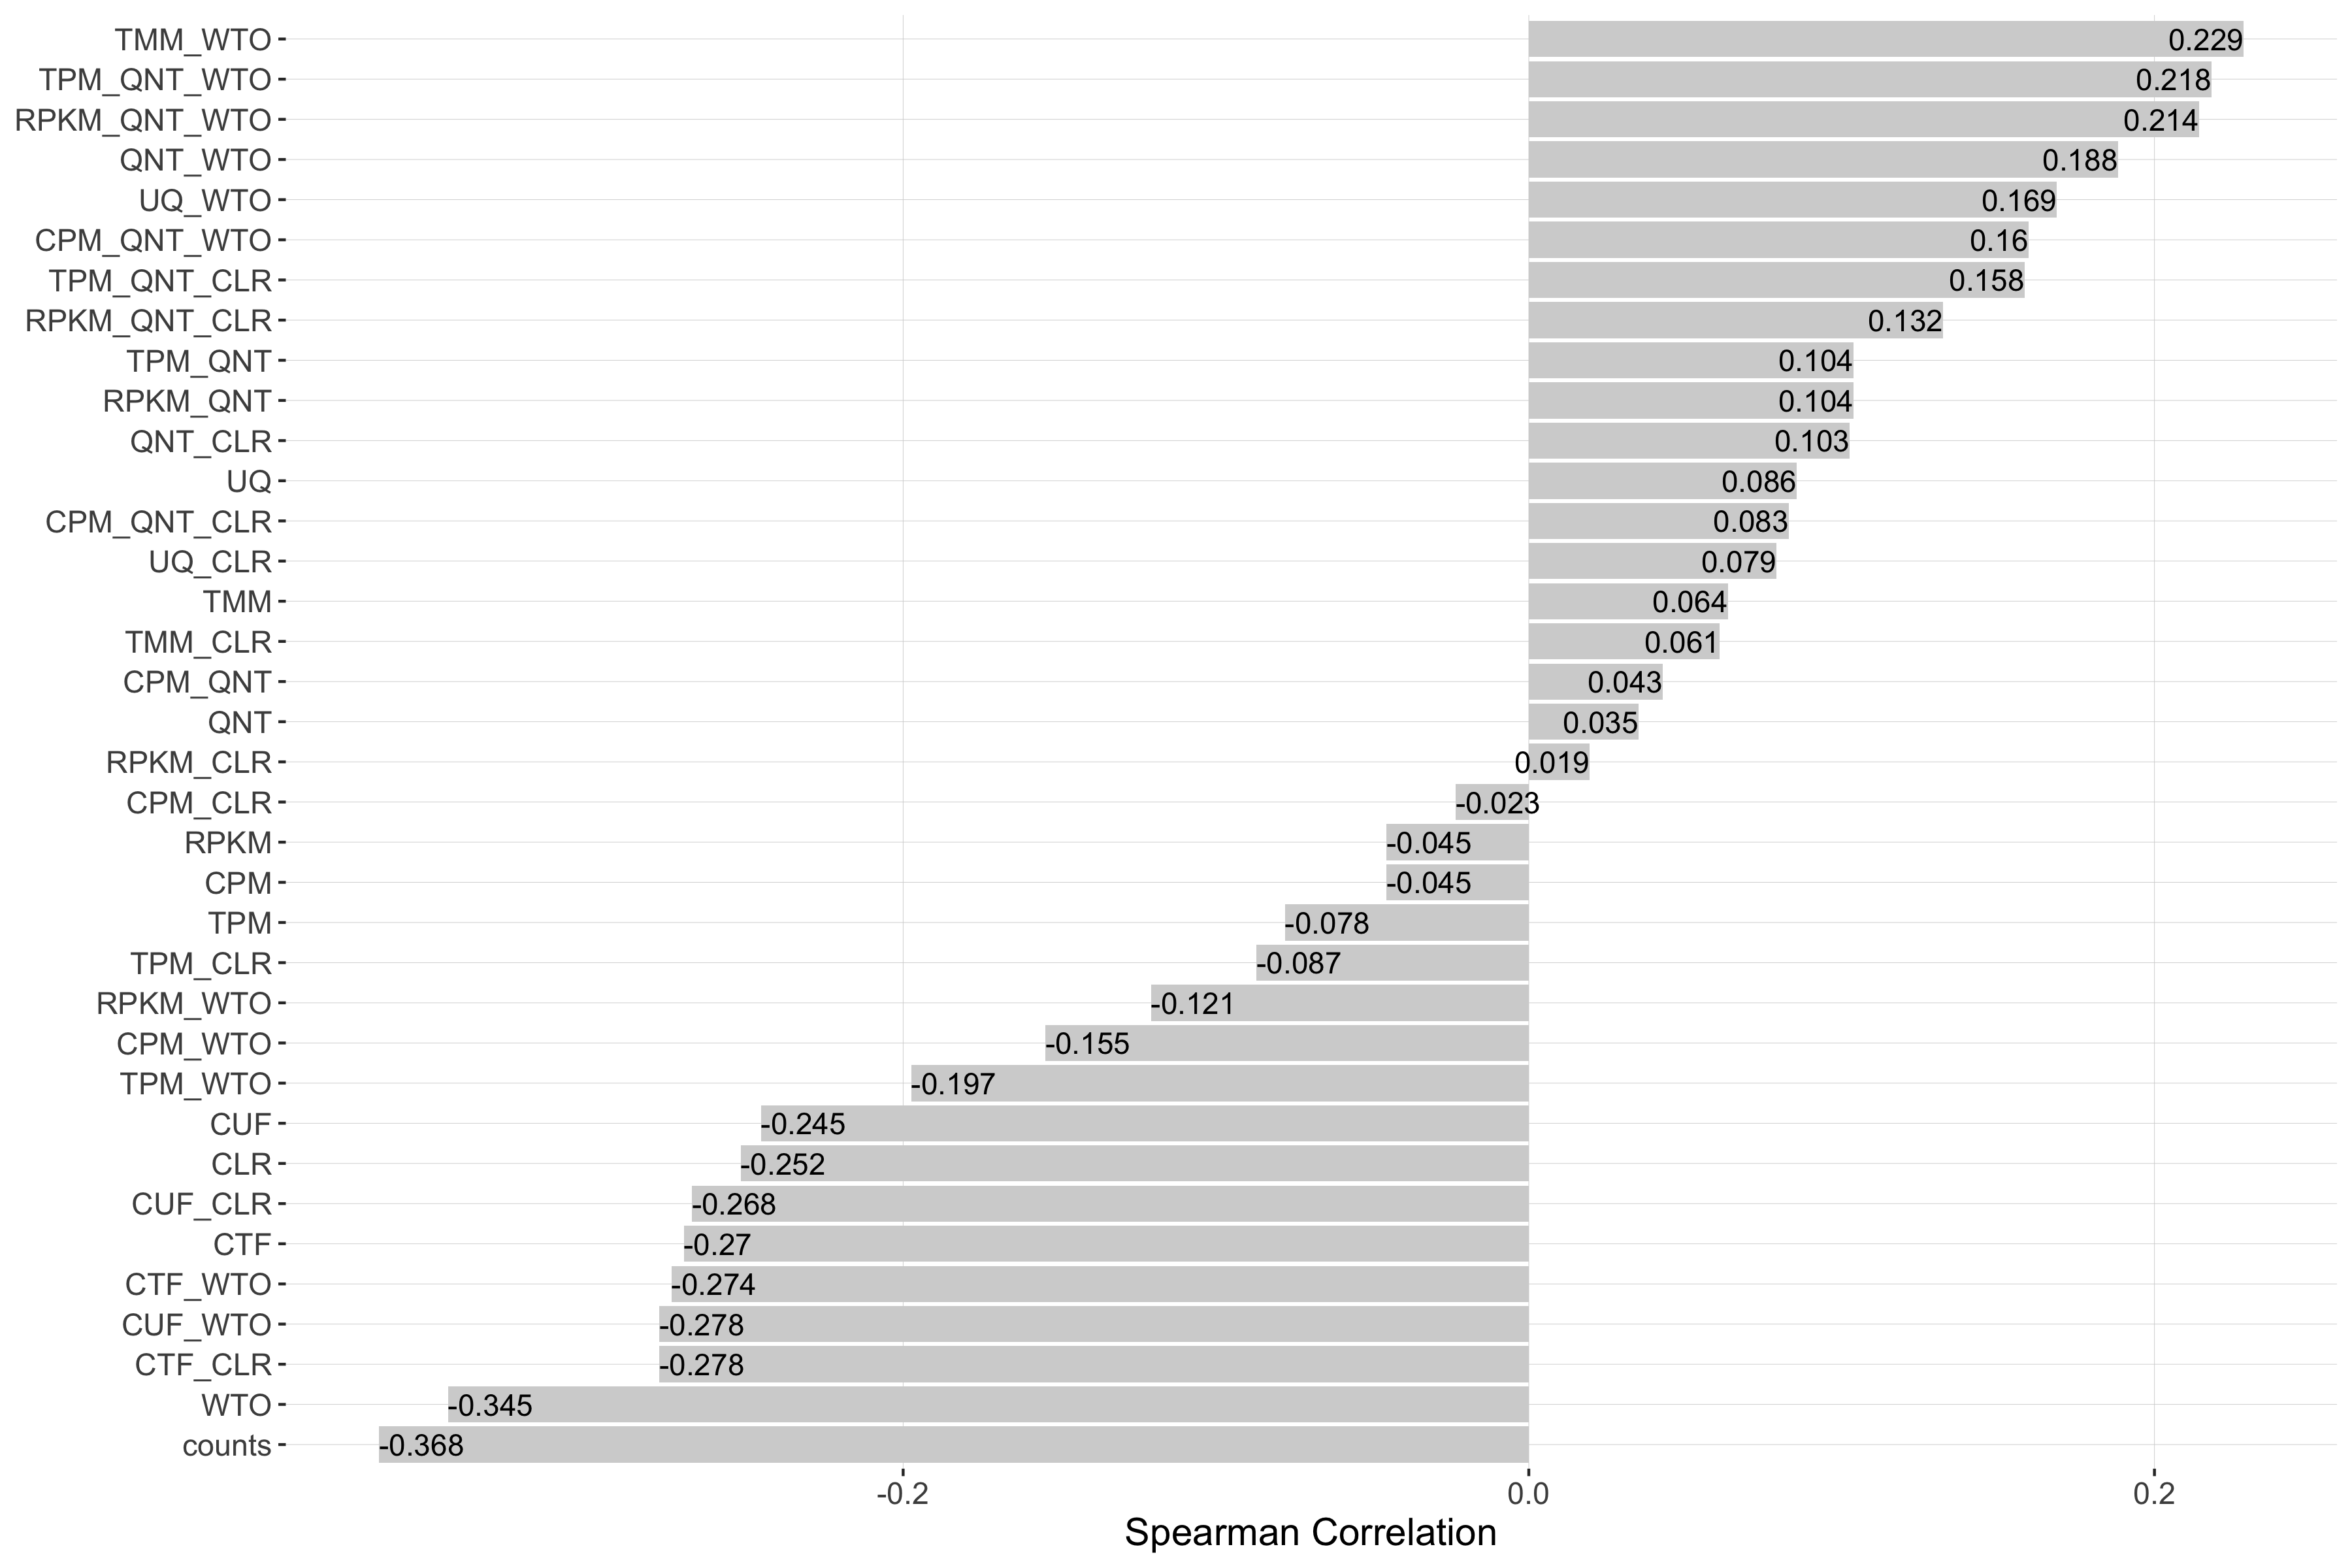 TMM_WTO 0.229
TPM_QNT_WTO 0.218
RPKM_QNT_WTO 0.214
QNT_WTO 0.188
UQ_WTO 0.169
CPM_QNT_WTO 0.16
TPM_QNT_CLR 0.158
RPKM_QNT_CLR 0.132
TPM_QNT 0.104
RPKM_QNT 0.104
QNT_CLR 0.103
UQ 0.086
CPM_QNT_CLR 0.083
UQ_CLR 0.079
TMM 0.064
TMM_CLR 0.061
CPM_QNT 0.043
QNT 0.035
RPKM_CLR 0.019
CPM_CLR -0.023
RPKM -0.045
CPM -0.045
TPM -0.078
TPM_CLR -0.087
RPKM_WTO -0.121
CPM_WTO -0.155
TPM_WTO -0.197
CUF -0.245
CLR -0.252
CUF_CLR -0.268
CTF -0.27
CTF_WTO -0.274
CUF_WTO -0.278
CTF_CLR -0.278
WTO -0.345
counts -0.368
-0.2 0.0 0.2
Spearman Correlation